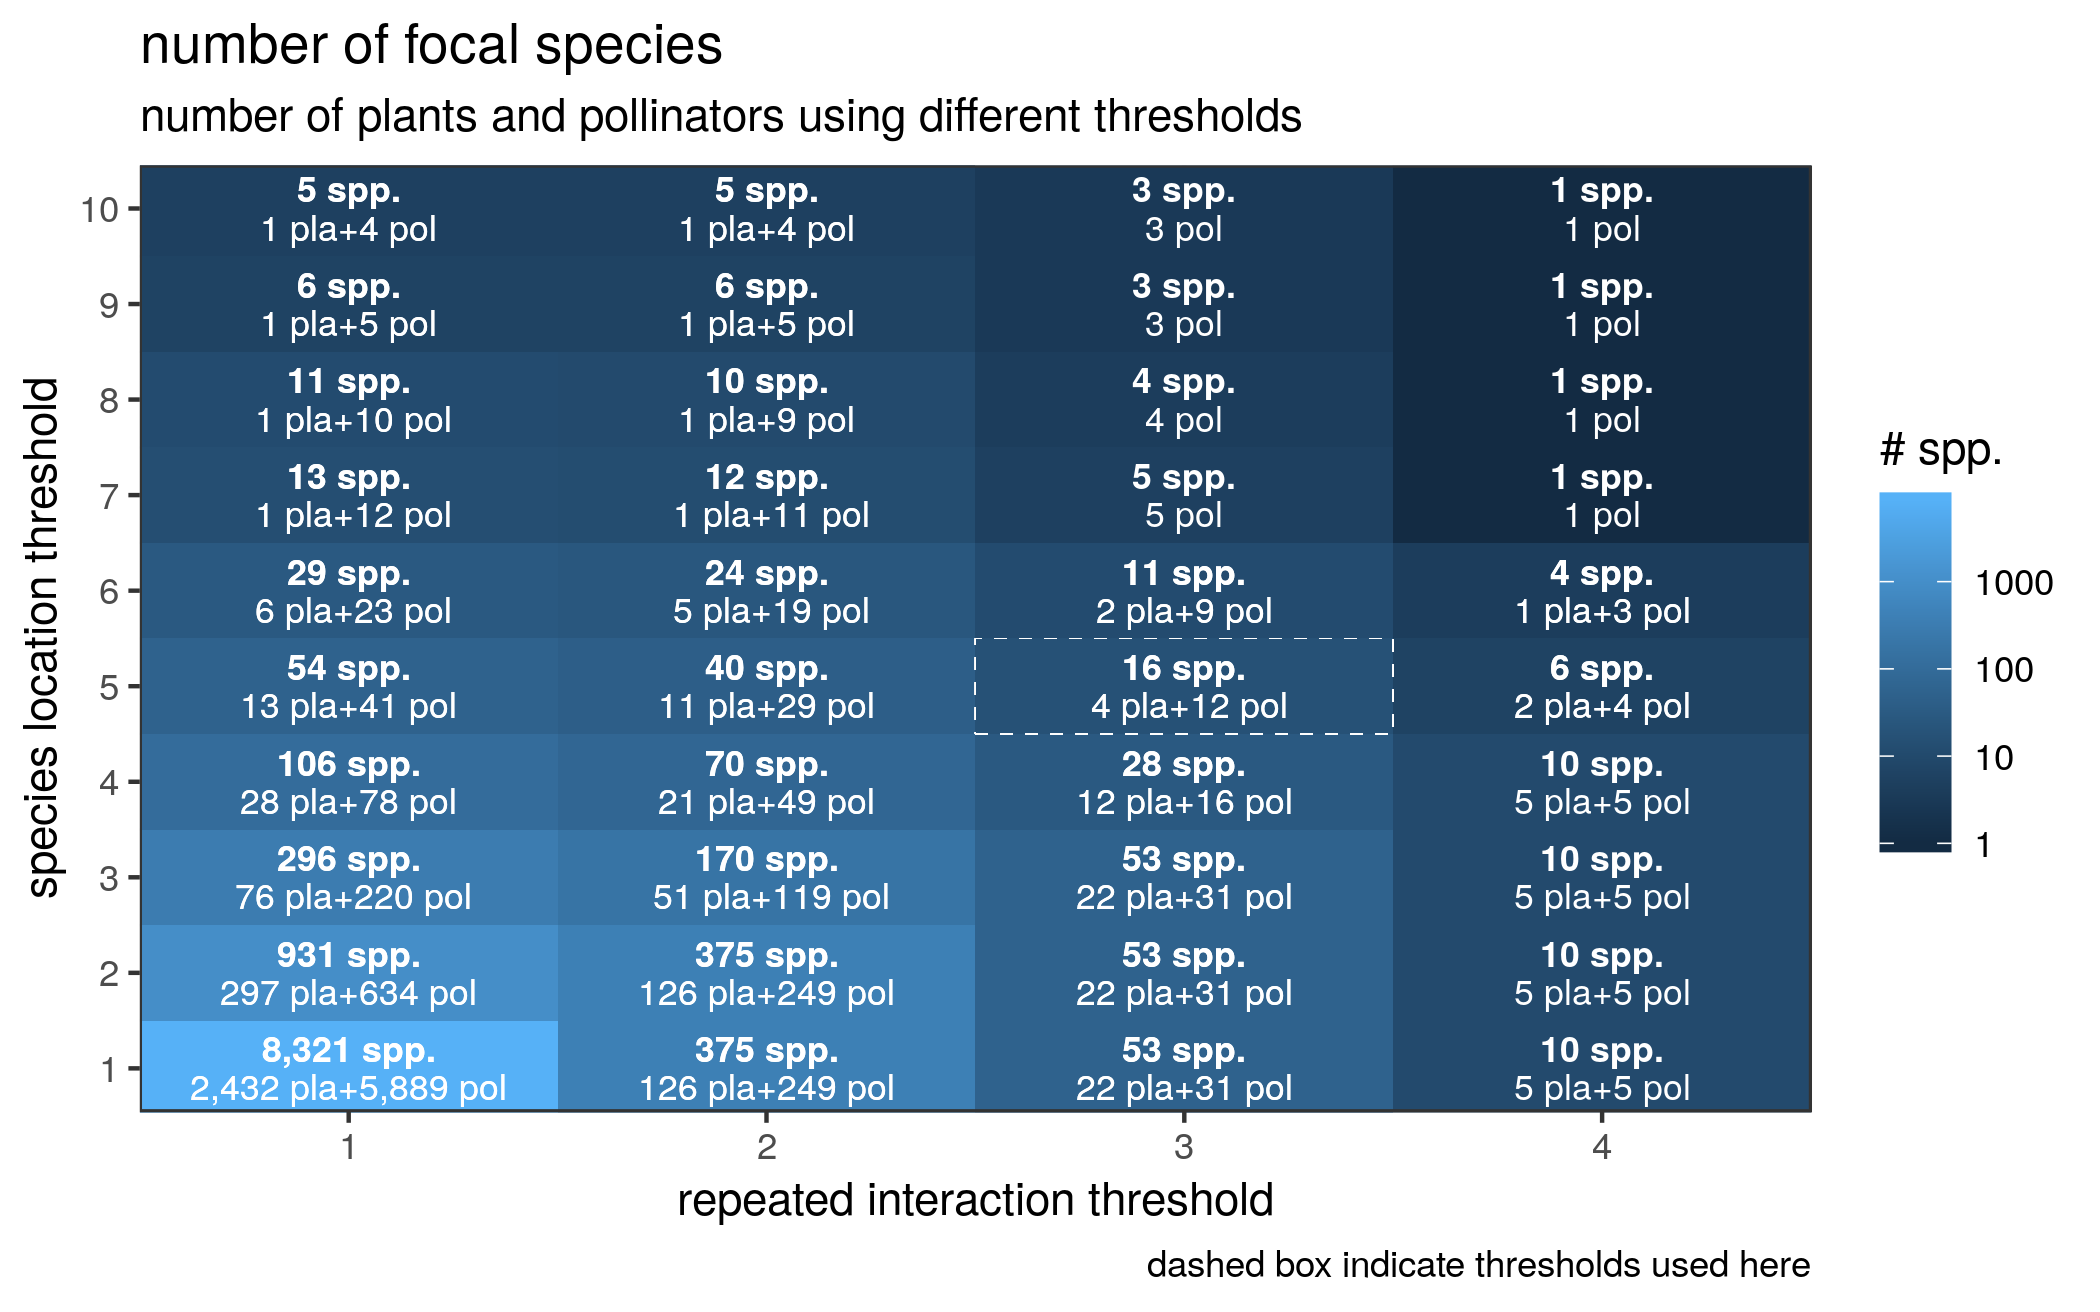 number of focal species
number of plants and pollinators using different thresholds
species location threshold
10
5 spp.
5 spp.
3 spp.
1 spp.
1 pla+4 pol
1 pla+4 pol
3 pol
1 pol
9
6 spp.
6 spp.
3 spp.
1 spp.
1 pla+5 pol
1 pla+5 pol
3 pol
1 pol
8
11 spp.
10 spp.
4 spp.
1 spp.
1 pla+10 pol
1 pla+9 pol
4 pol
1 pol
7
13 spp.
12 spp.
5 spp.
1 spp.
1 pla+12 pol
1 pla+11 pol
5 pol
1 pol
6
29 spp.
24 spp.
11 spp.
4 spp.
6 pla+23 pol
5 pla+19 pol
2 pla+9 pol
1 pla+3 pol
5
54 spp.
40 spp.
16 spp.
6 spp.
13 pla+41 pol
11 pla+29 pol
4 pla+12 pol
2 pla+4 pol
4
106 spp.
70 spp.
28 spp.
10 spp.
28 pla+78 pol
21 pla+49 pol
12 pla+16 pol
5 pla+5 pol
3
296 spp.
170 spp.
53 spp.
10 spp.
76 pla+220 pol
51 pla+119 pol
22 pla+31 pol
5 pla+5 pol
2
931 spp.
375 spp.
53 spp.
10 spp.
297 pla+634 pol
126 pla+249 pol
22 pla+31 pol
5 pla+5 pol
1
8,321 spp.
375 spp.
53 spp.
10 spp.
2,432 pla+5,889 pol
126 pla+249 pol
22 pla+31 pol
5 pla+5 pol
1
2
3
4
repeated interaction threshold
# spp.
1000
100
10
1
dashed box indicate thresholds used here